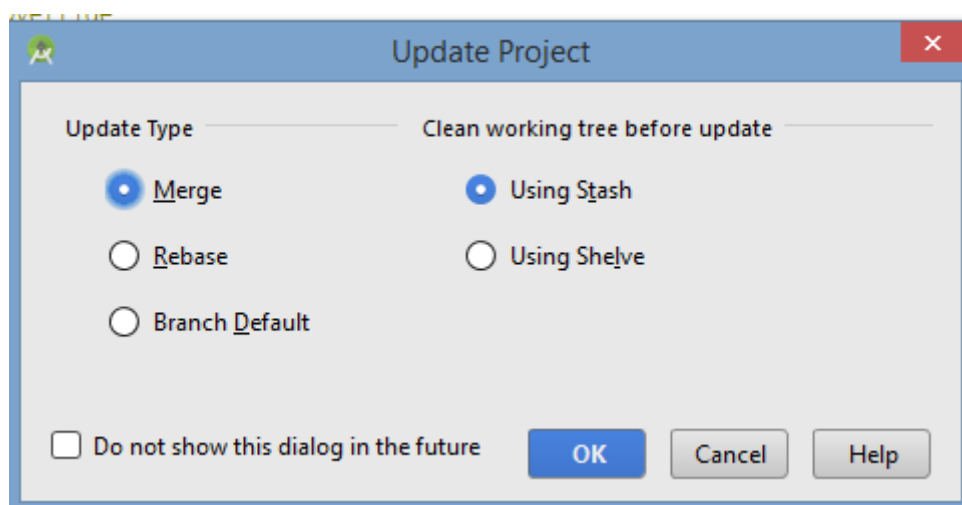 Update Project
Update Type
Clean working tree before update
Merge
Using Stash
Rebase
Using Shelve
Branch Default
Do not show this dialog in the future
OK
Cancel
Help